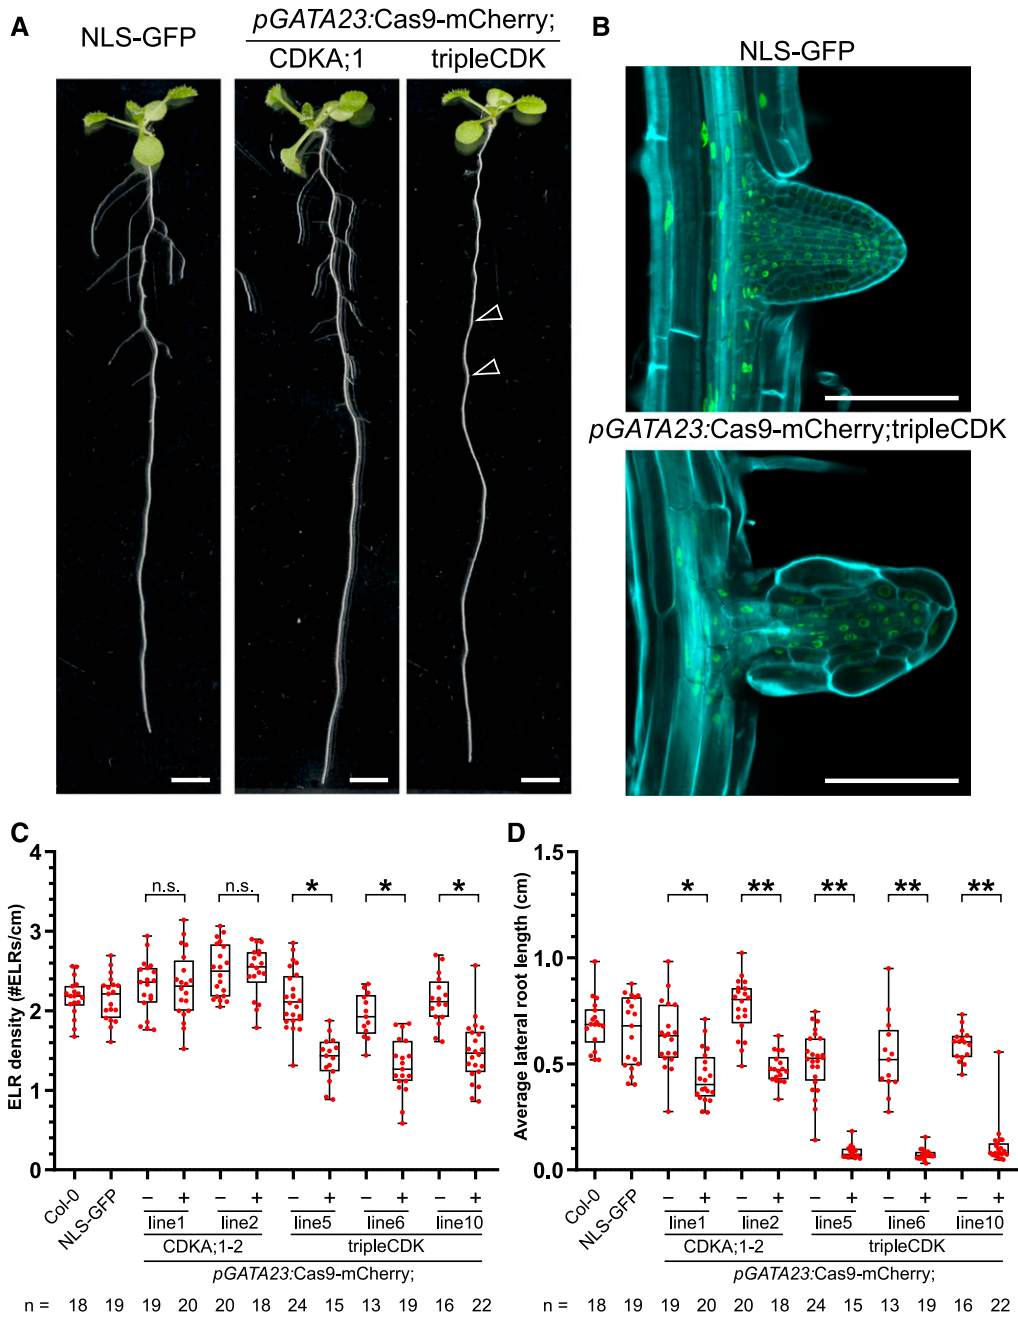 A
NLS-GFP
pGATA23:Cas9-mCherry;
CDKA;1
tripleCDK
B
NLS-GFP
pGATA23:Cas9-mCherry;tripleCDK
C
ELR density (#ELRs/cm)
4
3
2
1
0
n.s.
n.s.
*
*
*
Col-0
NLS-GFP
– + – + – + – + – +
line1 line2 line5 line6 line10
CDKA;1-2 tripleCDK
pGATA23:Cas9-mCherry;
n = 18 19 19 20 20 18 24 15 13 19 16 22
D
Average lateral root length (cm)
1.5
1.0
0.5
0.0
*
**
**
**
**
Col-0
NLS-GFP
– + – + – + – + – +
line1 line2 line5 line6 line10
CDKA;1-2 tripleCDK
pGATA23:Cas9-mCherry;
n = 18 19 19 20 20 18 24 15 13 19 16 22